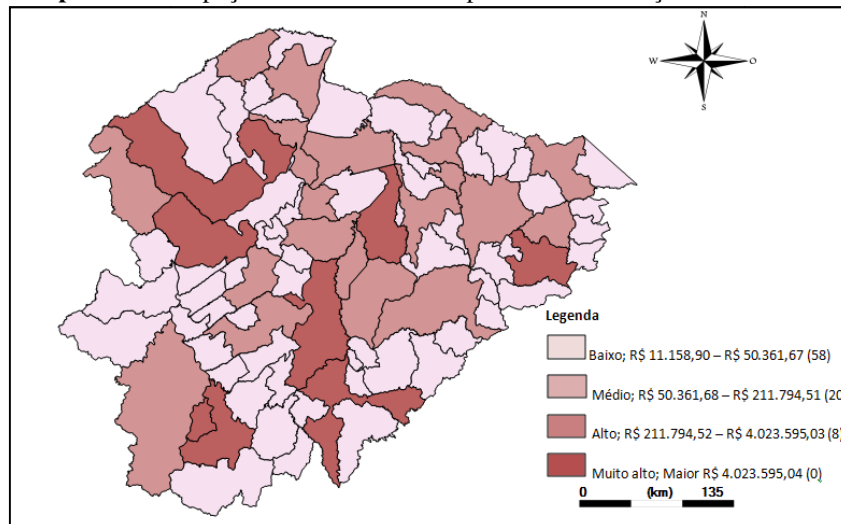 N
W O
S
Legenda
Baixo; R$ 11.158,90 – R$ 50.361,67 (58)
Médio; R$ 50.361,68 – R$ 211.794,51 (20
Alto; R$ 211.794,52 – R$ 4.023.595,03 (8)
Muito alto; Maior R$ 4.023.595,04 (0)
0 (km) 135